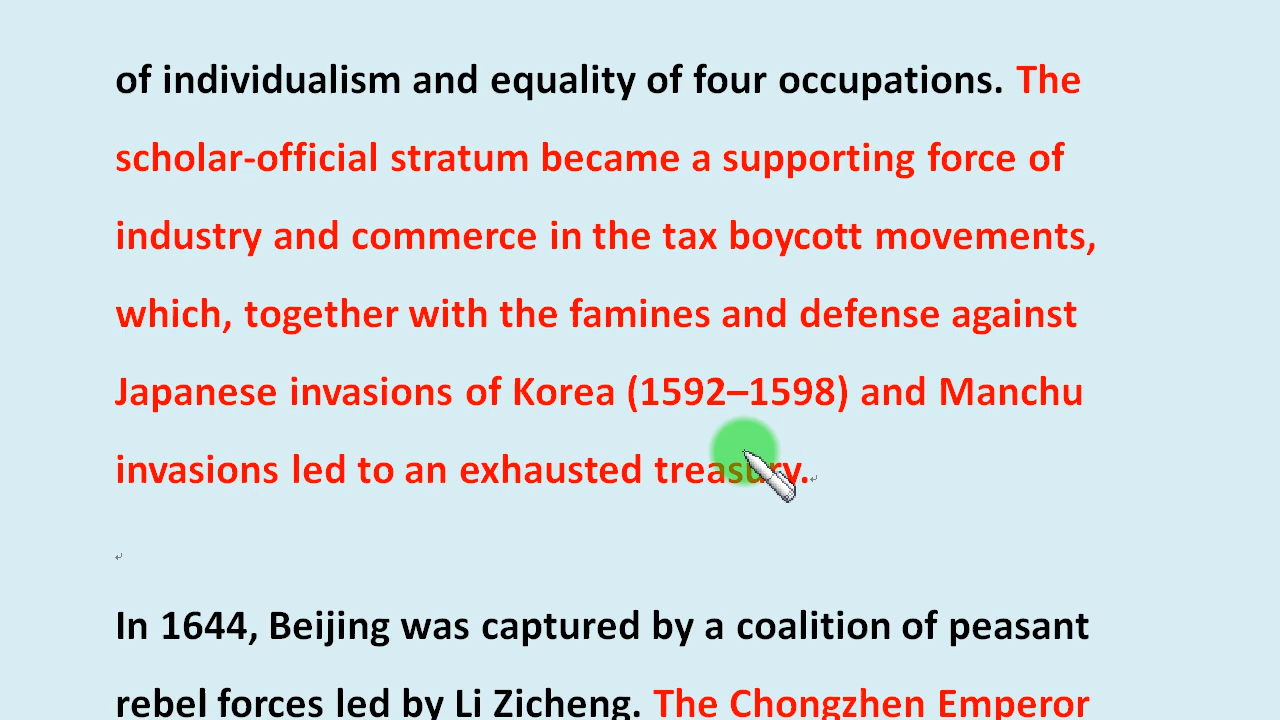 of individualism and equality of four occupations. The
scholar-official stratum became a supporting force of
industry and commerce in the tax boycott movements,
which, together with the famines and defense against
Japanese invasions of Korea (1592–1598) and Manchu
invasions led to an exhausted treasury.
In 1644, Beijing was captured by a coalition of peasant
rebel forces led by Li Zicheng. The Chongzhen Emperor